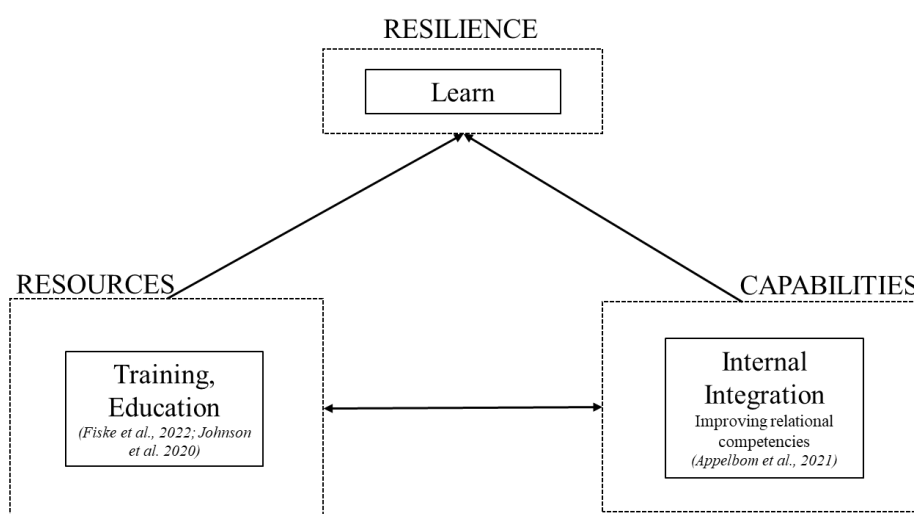 RESILIENCE
Learn
RESOURCES
Training,
Education
(Fiske et al., 2022; Johnson
et al. 2020)
CAPABILITIES
Internal
Integration
Improving relational
competencies
(Appelbom et al., 2021)